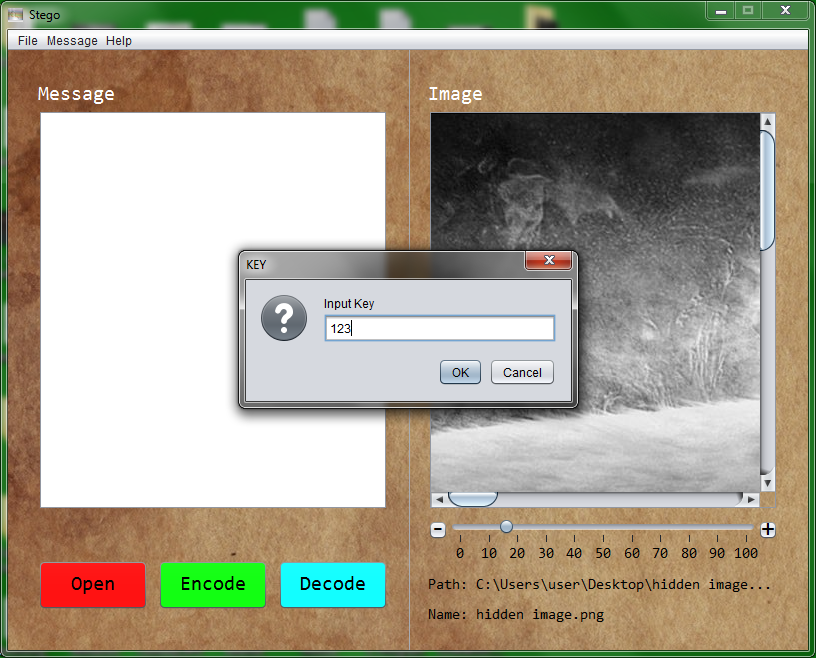 Stego
File Message Help
Message
Image
KEY
Input Key
123
OK Cancel
0 10 20 30 40 50 60 70 80 90 100
Open Encode Decode
Path: C:\Users\user\Desktop\hidden image...
Name: hidden image.png